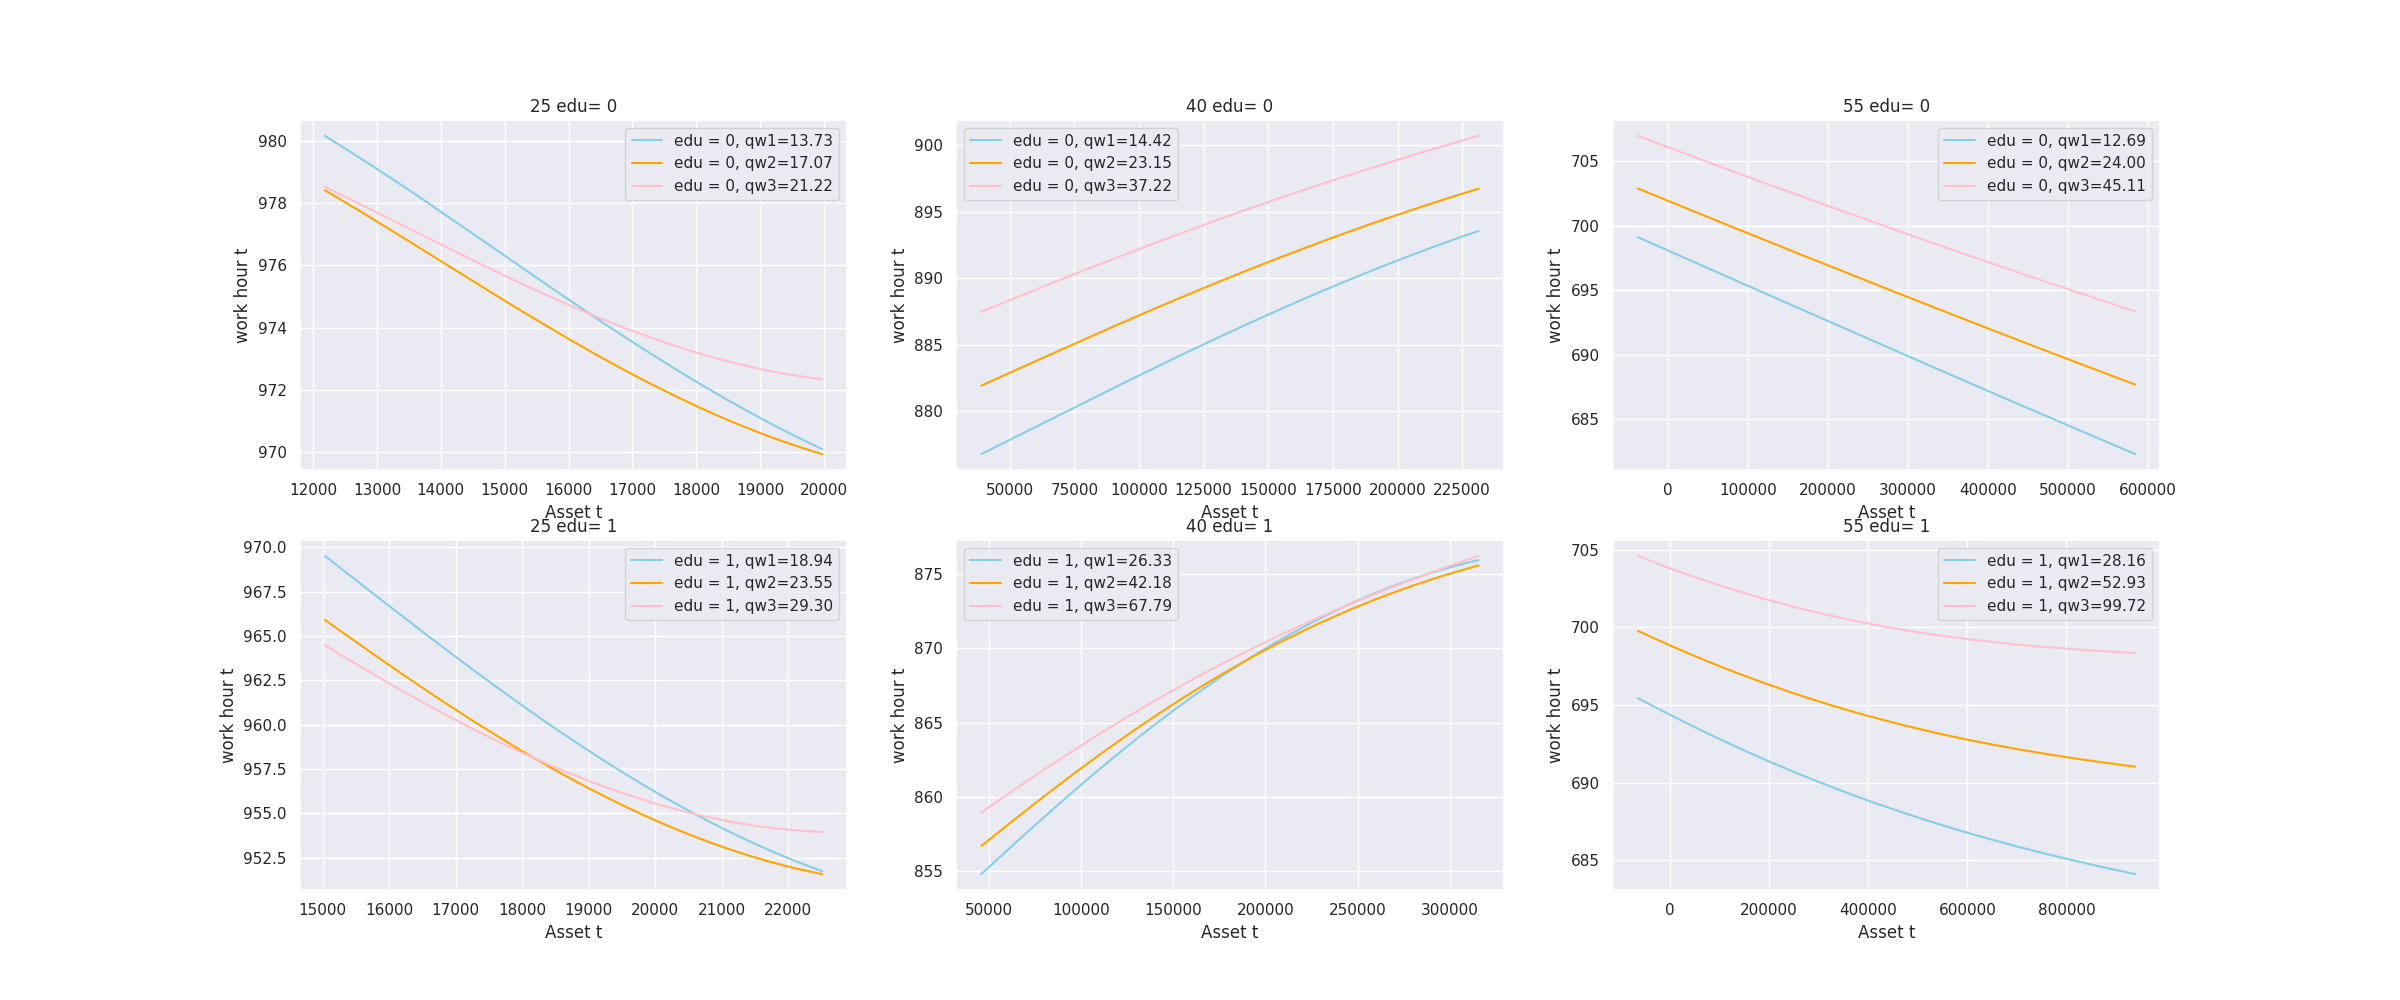 25 edu= 0
edu = 0, qw1=13.73
edu = 0, qw2=17.07
edu = 0, qw3=21.22
work hour t
980
978
976
974
972
970
12000 13000 14000 15000 16000 17000 18000 19000 20000
Asset t
40 edu= 0
edu = 0, qw1=14.42
edu = 0, qw2=23.15
edu = 0, qw3=37.22
work hour t
900
895
890
885
880
50000 75000 100000 125000 150000 175000 200000 225000
Asset t
55 edu= 0
edu = 0, qw1=12.69
edu = 0, qw2=24.00
edu = 0, qw3=45.11
work hour t
705
700
695
690
685
0 100000 200000 300000 400000 500000 600000
Asset t
25 edu= 1
edu = 1, qw1=18.94
edu = 1, qw2=23.55
edu = 1, qw3=29.30
work hour t
970.0
967.5
965.0
962.5
960.0
957.5
955.0
952.5
15000 16000 17000 18000 19000 20000 21000 22000
Asset t
40 edu= 1
edu = 1, qw1=26.33
edu = 1, qw2=42.18
edu = 1, qw3=67.79
work hour t
875
870
865
860
855
50000 100000 150000 200000 250000 300000
Asset t
55 edu= 1
edu = 1, qw1=28.16
edu = 1, qw2=52.93
edu = 1, qw3=99.72
work hour t
705
700
695
690
685
0 200000 400000 600000 800000
Asset t